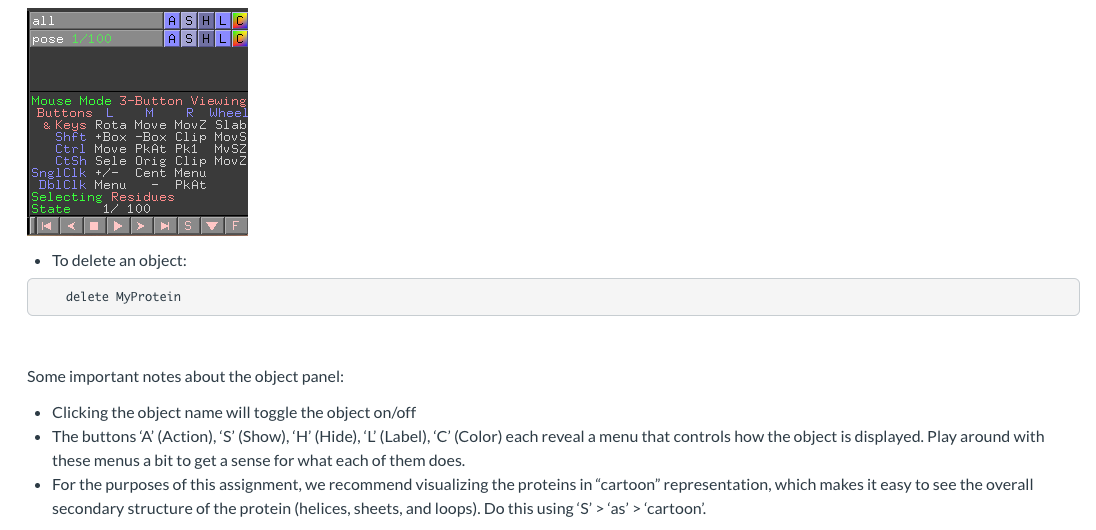 all A S H L C
pose 1/100 A S H L C
Mouse Mode 3-Button Viewing
Buttons L M R Wheel
& Keys Rota Move MovZ Slab
Shft +Box -Box Clip MovS
Ctrl Move PkAt Pk1 MvSZ
CtSh Sele Orig Clip MovZ
SnglClk +/- Cent Menu
DblClk Menu - PkAt
Selecting Residues
State 1/ 100
S F
• To delete an object:
delete MyProtein
Some important notes about the object panel:
• Clicking the object name will toggle the object on/off
• The buttons ‘A’ (Action), ‘S’ (Show), ‘H’ (Hide), ‘L’ (Label), ‘C’ (Color) each reveal a menu that controls how the object is displayed. Play around with
these menus a bit to get a sense for what each of them does.
• For the purposes of this assignment, we recommend visualizing the proteins in “cartoon” representation, which makes it easy to see the overall
secondary structure of the protein (helices, sheets, and loops). Do this using ‘S’ > ‘as’ > ‘cartoon’.